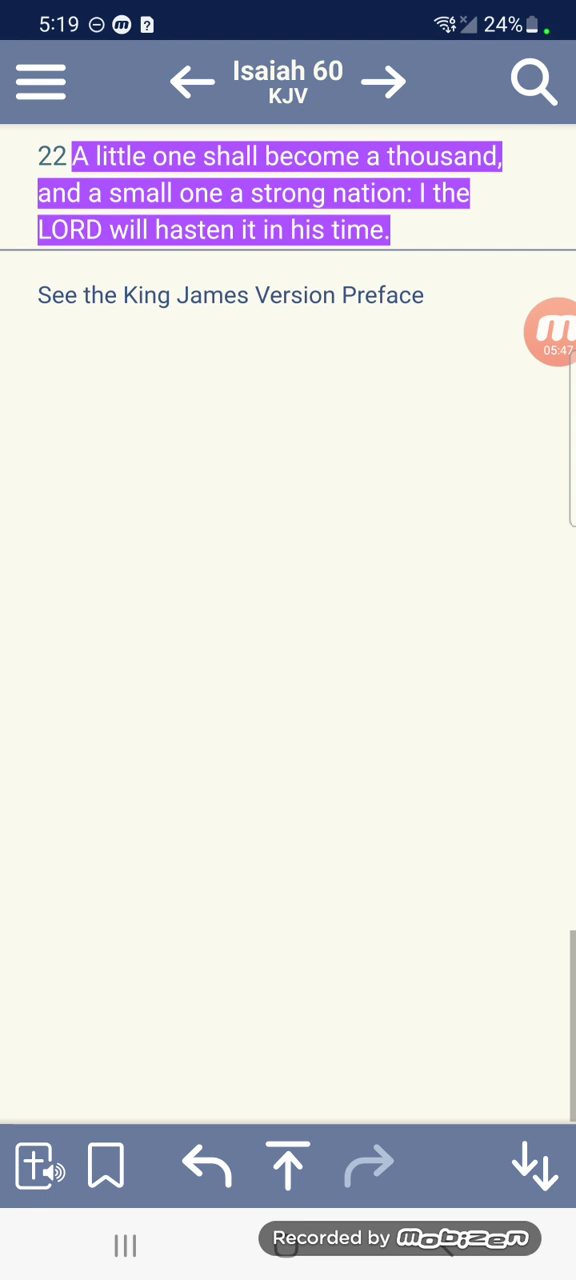 5:19
24%
Isaiah 60
KJV
22 A little one shall become a thousand,
and a small one a strong nation: I the
LORD will hasten it in his time.
See the King James Version Preface
m
05:47
Recorded by mobizen